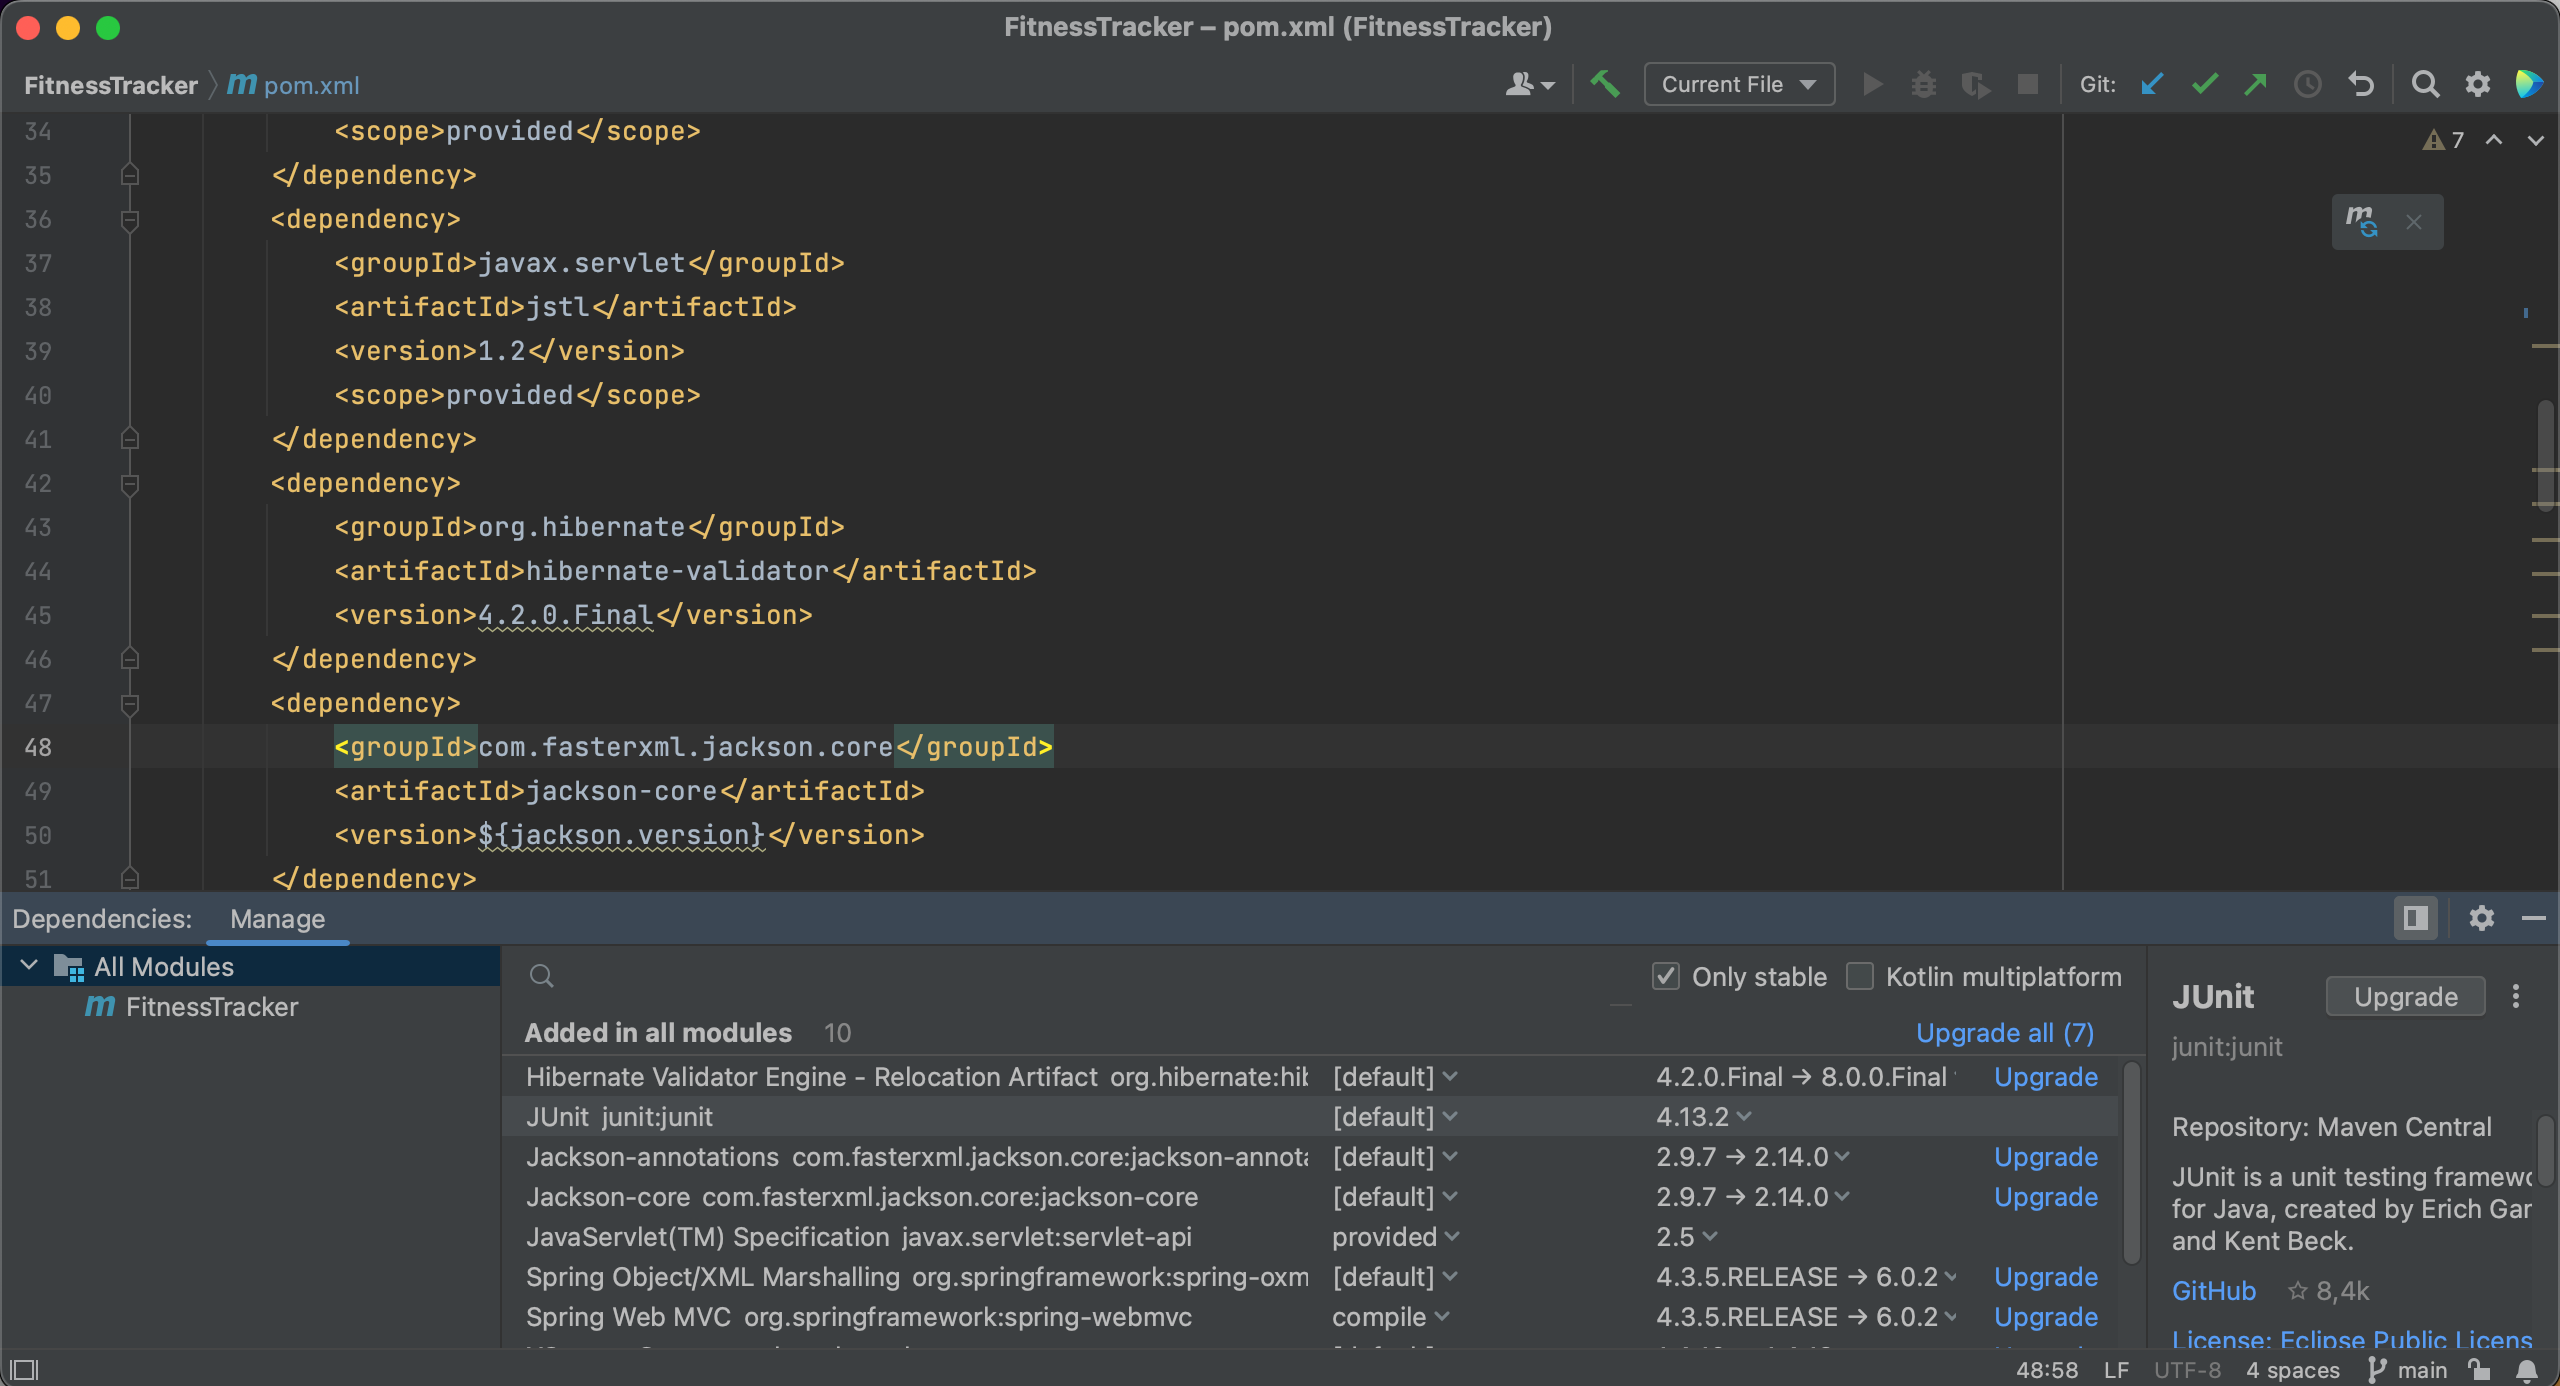 FitnessTracker – pom.xml (FitnessTracker)
FitnessTracker pom.xml
Current File Git:
34 <scope>provided</scope>
7
35 </dependency>
36 <dependency>
37 <groupId>javax.servlet</groupId>
38 <artifactId>jstl</artifactId>
39 <version>1.2</version>
40 <scope>provided</scope>
41 </dependency>
42 <dependency>
43 <groupId>org.hibernate</groupId>
44 <artifactId>hibernate-validator</artifactId>
45 <version>4.2.0.Final</version>
46 </dependency>
47 <dependency>
48 <groupId>com.fasterxml.jackson.core</groupId>
49 <artifactId>jackson-core</artifactId>
50 <version>${jackson.version}</version>
51 </dependency>
Dependencies: Manage
All Modules
FitnessTracker
Only stable Kotlin multiplatform
Added in all modules 10 Upgrade all (7)
Hibernate Validator Engine - Relocation Artifact org.hibernate:hib [default] 4.2.0.Final → 8.0.0.Final Upgrade
JUnit junit:junit [default] 4.13.2
Jackson-annotations com.fasterxml.jackson.core:jackson-annota [default] 2.9.7 → 2.14.0 Upgrade
Jackson-core com.fasterxml.jackson.core:jackson-core [default] 2.9.7 → 2.14.0 Upgrade
JavaServlet(TM) Specification javax.servlet:servlet-api provided 2.5
Spring Object/XML Marshalling org.springframework:spring-oxm [default] 4.3.5.RELEASE → 6.0.2 Upgrade
Spring Web MVC org.springframework:spring-webmvc compile 4.3.5.RELEASE → 6.0.2 Upgrade
JUnit Upgrade
junit:junit
Repository: Maven Central
JUnit is a unit testing framewo
for Java, created by Erich Gar
and Kent Beck.
GitHub 8,4k
License: Eclipse Public Licens
48:58 LF UTF-8 4 spaces main